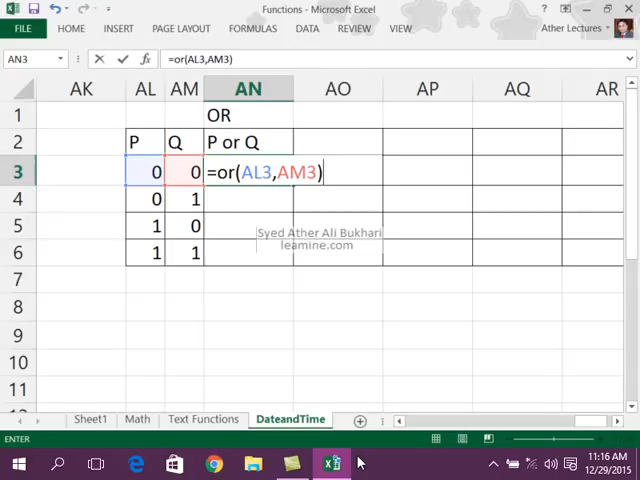 Functions - Microsoft Excel
FILE HOME INSERT PAGE LAYOUT FORMULAS DATA REVIEW VIEW Ather Lectures
AN3 =or(AL3,AM3)
AK AL AM AN AO AP AQ AR
1 OR
2 P Q P or Q
3 0 0 =or(AL3,AM3)
4 0 1
5 1 0
Syed Ather Ali Bukhari
leamine.com
6 1 1
7
8
9
10
11
Sheet1 Math Text Functions DateandTime
ENTER
11:16 AM
12/29/2015